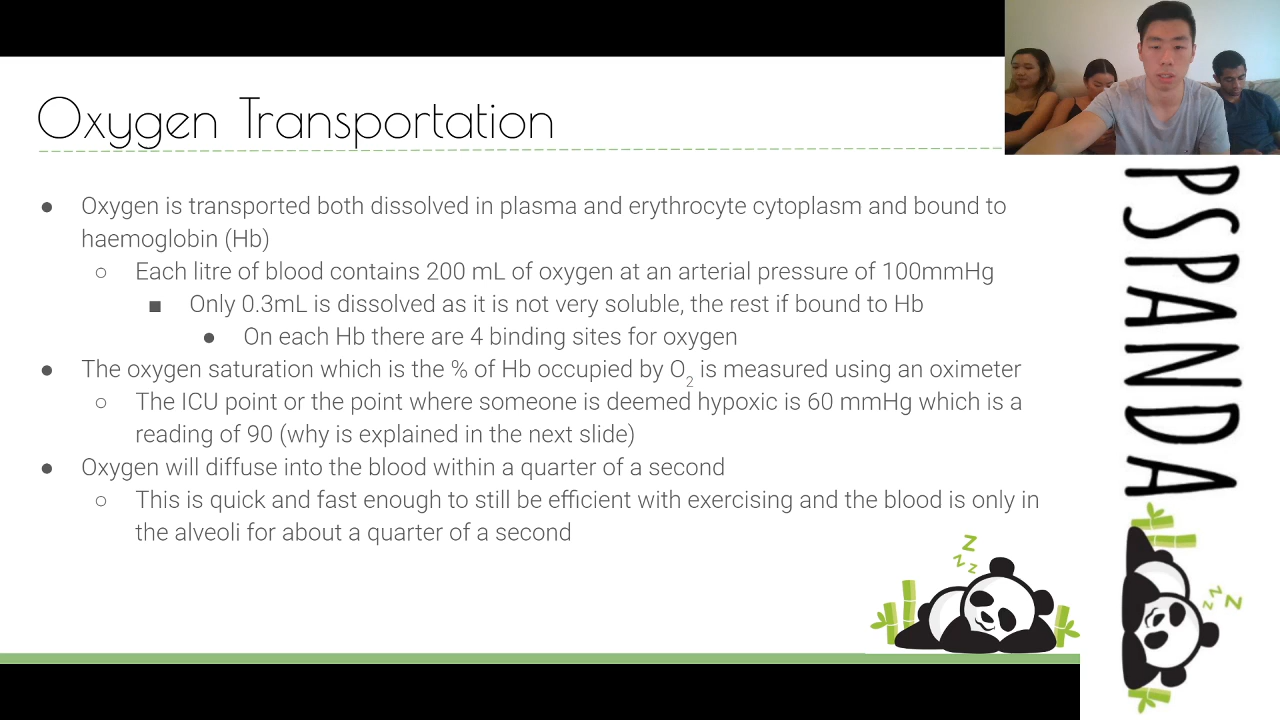 Oxygen Transportation
● Oxygen is transported both dissolved in plasma and erythrocyte cytoplasm and bound to
haemoglobin (Hb)
○ Each litre of blood contains 200 mL of oxygen at an arterial pressure of 100mmHg
■ Only 0.3mL is dissolved as it is not very soluble, the rest if bound to Hb
● On each Hb there are 4 binding sites for oxygen
● The oxygen saturation which is the % of Hb occupied by O₂ is measured using an oximeter
○ The ICU point or the point where someone is deemed hypoxic is 60 mmHg which is a
reading of 90 (why is explained in the next slide)
● Oxygen will diffuse into the blood within a quarter of a second
○ This is quick and fast enough to still be efficient with exercising and the blood is only in
the alveoli for about a quarter of a second
z z z
PSPANDA
z z z